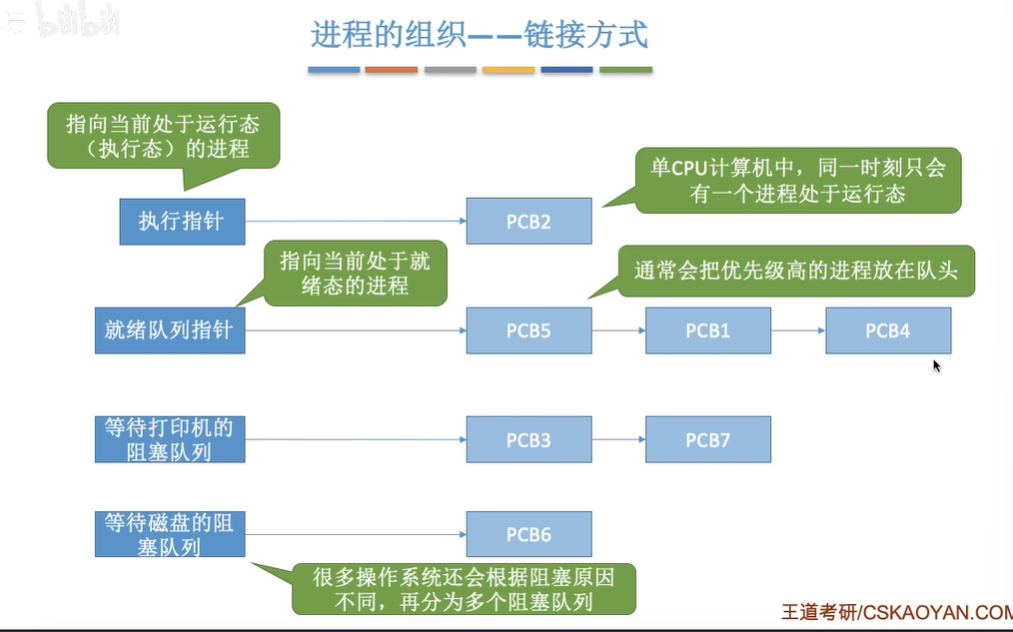 进程的组织——链接方式
指向当前处于运行态
（执行态）的进程
单CPU计算机中，同一时刻只会
有一个进程处于运行态
执行指针
PCB2
指向当前处于就
绪态的进程
通常会把优先级高的进程放在队头
就绪队列指针
PCB5
PCB1
PCB4
等待打印机的
阻塞队列
PCB3
PCB7
等待磁盘的阻
塞队列
PCB6
很多操作系统还会根据阻塞原因
不同，再分为多个阻塞队列
王道考研/CSKAOYAN.COM